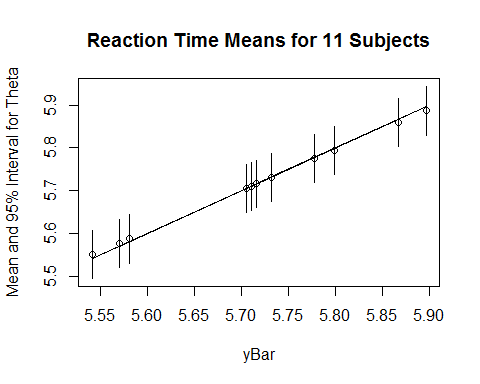 Reaction Time Means for 11 Subjects
Mean and 95% Interval for Theta
5.9
5.8
5.7
5.6
5.5
5.55 5.60 5.65 5.70 5.75 5.80 5.85 5.90
yBar